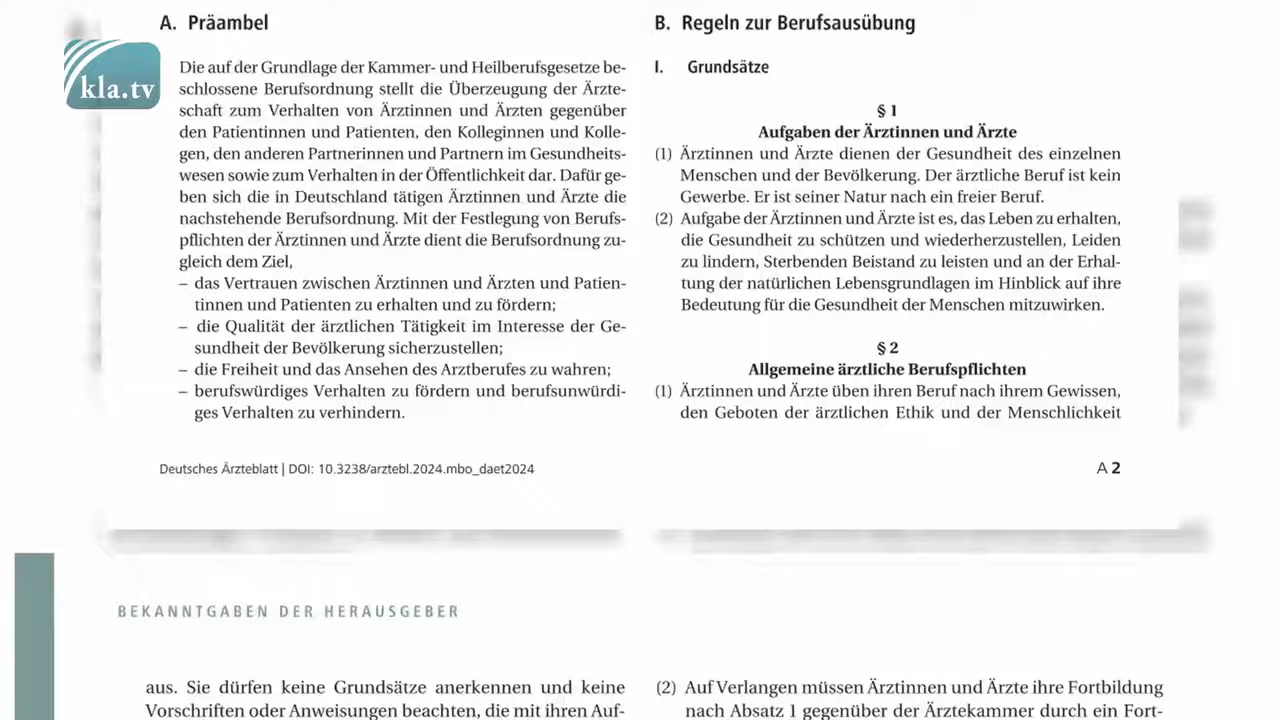 kla.tv
A. Präambel
Die auf der Grundlage der Kammer- und Heilberufsgesetze be-
schlossene Berufsordnung stellt die Überzeugung der Ärzte-
schaft zum Verhalten von Ärztinnen und Ärzten gegenüber
den Patientinnen und Patienten, den Kolleginnen und Kolle-
gen, den anderen Partnerinnen und Partnern im Gesundheits-
wesen sowie zum Verhalten in der Öffentlichkeit dar. Dafür ge-
ben sich die in Deutschland tätigen Ärztinnen und Ärzte die
nachstehende Berufsordnung. Mit der Festlegung von Berufs-
pflichten der Ärztinnen und Ärzte dient die Berufsordnung zu-
gleich dem Ziel,
– das Vertrauen zwischen Ärztinnen und Ärzten und Patien-
tinnen und Patienten zu erhalten und zu fördern;
– die Qualität der ärztlichen Tätigkeit im Interesse der Ge-
sundheit der Bevölkerung sicherzustellen;
– die Freiheit und das Ansehen des Arztberufes zu wahren;
– berufswürdiges Verhalten zu fördern und berufsunwürdi-
ges Verhalten zu verhindern.
B. Regeln zur Berufsausübung
I. Grundsätze
§ 1
Aufgaben der Ärztinnen und Ärzte
(1) Ärztinnen und Ärzte dienen der Gesundheit des einzelnen
Menschen und der Bevölkerung. Der ärztliche Beruf ist kein
Gewerbe. Er ist seiner Natur nach ein freier Beruf.
(2) Aufgabe der Ärztinnen und Ärzte ist es, das Leben zu erhalten,
die Gesundheit zu schützen und wiederherzustellen, Leiden
zu lindern, Sterbenden Beistand zu leisten und an der Erhal-
tung der natürlichen Lebensgrundlagen im Hinblick auf ihre
Bedeutung für die Gesundheit der Menschen mitzuwirken.
§ 2
Allgemeine ärztliche Berufspflichten
(1) Ärztinnen und Ärzte üben ihren Beruf nach ihrem Gewissen,
den Geboten der ärztlichen Ethik und der Menschlichkeit
Deutsches Ärzteblatt | DOI: 10.3238/arztebl.2024.mbo_daet2024
A 2
BEKANNTGABEN DER HERAUSGEBER
aus. Sie dürfen keine Grundsätze anerkennen und keine
Vorschriften oder Anweisungen beachten, die mit ihren Auf-
(2) Auf Verlangen müssen Ärztinnen und Ärzte ihre Fortbildung
nach Absatz 1 gegenüber der Ärztekammer durch ein Fort-